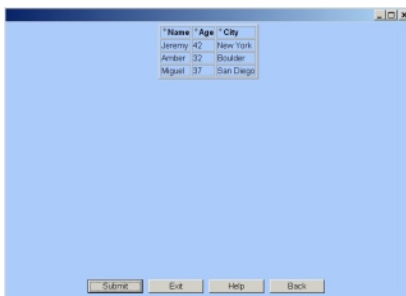 *Name *Age *City
Jeremy 42 New York
Amber 32 Boulder
Miguel 37 San Diego
Submit Exit Help Back